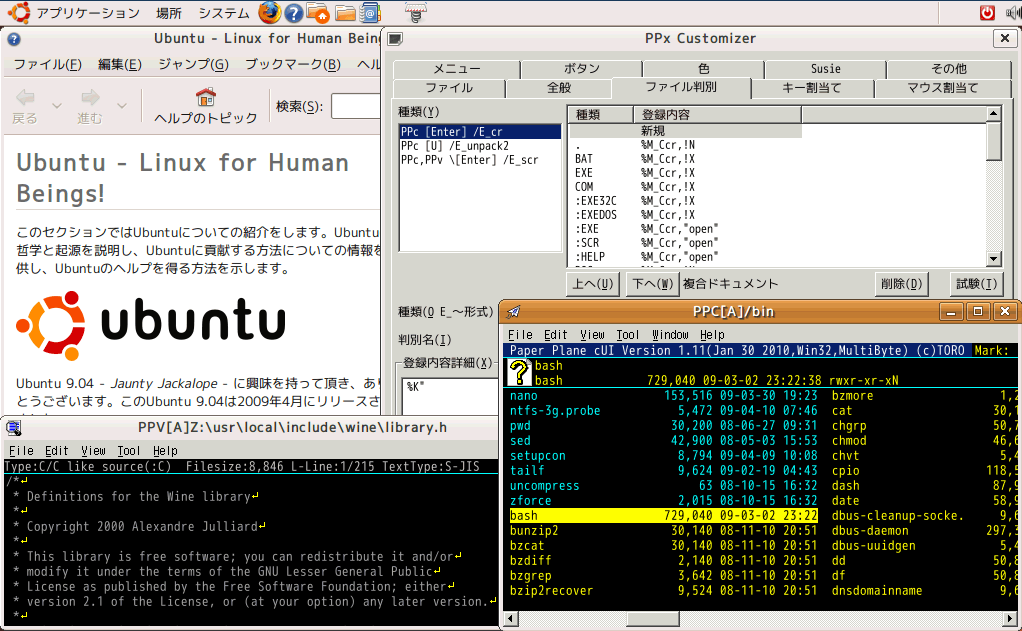 アプリケーション 場所 システム
Ubuntu - Linux for Human Being
ファイル(F) 編集(E) ジャンプ(G) ブックマーク(B) ヘル
戻る 進む ヘルプのトピック 検索(S):
Ubuntu - Linux for Human
Beings!
このセクションではUbuntuについての紹介をします。Ubuntu
哲学と起源を説明し、Ubuntuに貢献する方法についての情報を
供し、Ubuntuのヘルプを得る方法を示します。
ubuntu
Ubuntu 9.04 - Jaunty Jackalope - に興味を持って頂き、あり
とうございます。このUbuntu 9.04は2009年4月にリリースさ
PPx Customizer
メニュー ボタン 色 Susie その他
ファイル 全般 ファイル判別 キー割当て マウス割当て
種類(Y)
PPc [Enter] /E_cr
PPc [U] /E_unpack2
PPc,PPv \[Enter] /E_scr
種類 登録内容
新規
. %M_Ccr,!N
BAT %M_Ccr,!X
EXE %M_Ccr,!X
COM %M_Ccr,!X
:EXE32C %M_Ccr,!X
:EXEDOS %M_Ccr,!X
:EXE %M_Ccr,"open"
:SCR %M_Ccr,"open"
:HELP %M_Ccr,"open"
上へ(U) 下へ(W) 複合ドキュメント 削除(D) 試験(T)
種類(O E_～形式)
判別名(I)
登録内容詳細(X)
%K"
PPV[A]Z:\usr\local\include\wine\library.h
File Edit View Tool Help
Type:C/C like source(:C) Filesize:8,846 L-Line:1/215 TextType:S-JIS
/*
* Definitions for the Wine library
*
* Copyright 2000 Alexandre Julliard
*
* This library is free software; you can redistribute it and/or
* modify it under the terms of the GNU Lesser General Public
* License as published by the Free Software Foundation; either
* version 2.1 of the License, or (at your option) any later version.
*
PPC[A]/bin
File Edit View Tool Window Help
Paper Plane cUI Version 1.11(Jan 30 2010,Win32,MultiByte) (c)TORO Mark:
bash
bash 729,040 09-03-02 23:22:38 rwxr-xr-xN
nano 153,516 09-03-30 19:23 bzmore 1,2
ntfs-3g.probe 5,472 09-04-10 07:46 cat 30,1
pwd 30,200 08-06-27 09:31 chgrp 50,7
sed 42,900 08-05-03 15:53 chmod 46,6
setupcon 8,794 09-04-09 10:08 chvt 5,4
tailf 9,624 09-02-19 04:43 cpio 118,5
uncompress 63 08-10-15 16:32 dash 87,9
zforce 2,015 08-10-15 16:32 date 58,9
bash 729,040 09-03-02 23:22 dbus-cleanup-socke. 9,6
bunzip2 30,140 08-11-10 20:51 dbus-daemon 297,3
bzcat 30,140 08-11-10 20:51 dbus-uuidgen 5,4
bzdiff 2,140 08-11-10 20:51 dd 50,8
bzgrep 3,642 08-11-10 20:51 df 50,8
bzip2recover 9,524 08-11-10 20:51 dnsdomainname 9,6